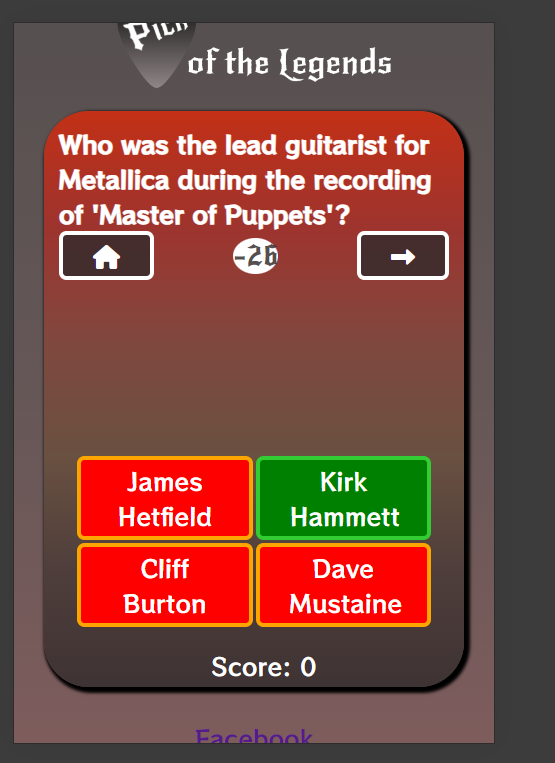 Pick
of the Legends
Who was the lead guitarist for
Metallica during the recording
of 'Master of Puppets'?
-26
James
Hetfield
Kirk
Hammett
Cliff
Burton
Dave
Mustaine
Score: 0
Facebook